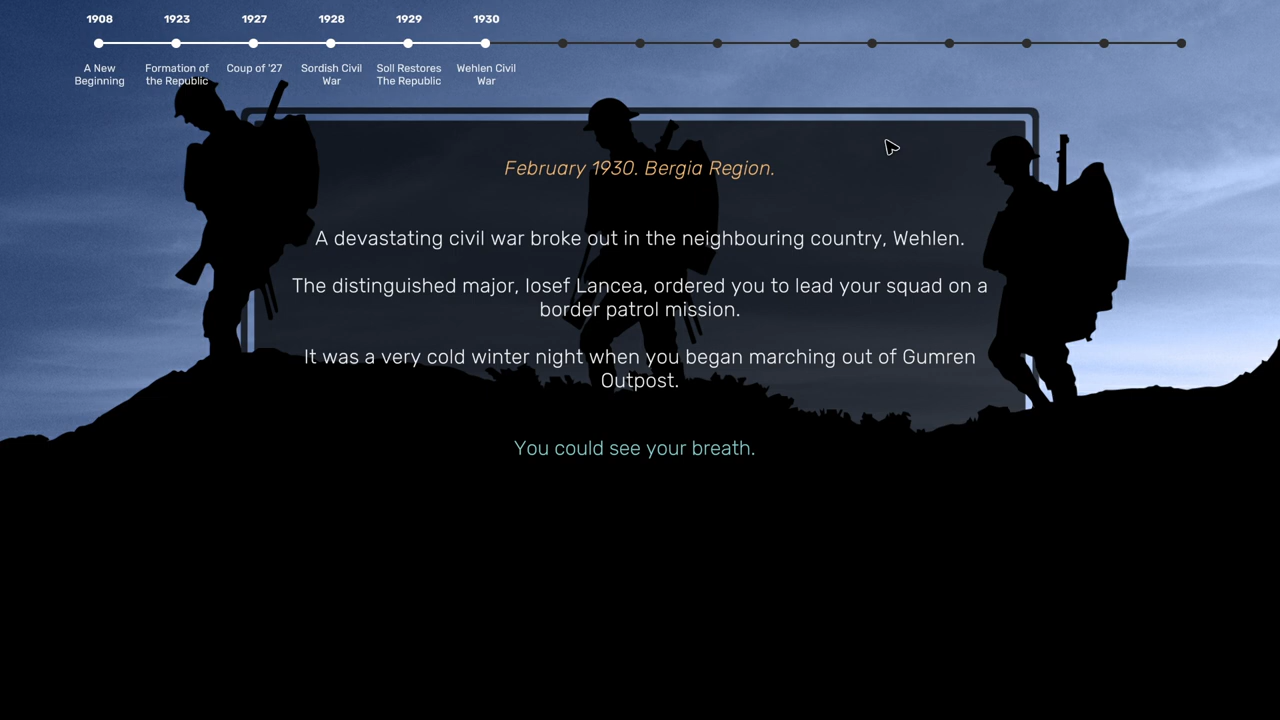 1908
1923
1927
1928
1929
1930
A New
Beginning
Formation of
the Republic
Coup of '27
Sordish Civil
War
Soll Restores
The Republic
Wehlen Civil
War
February 1930. Bergia Region.
A devastating civil war broke out in the neighbouring country, Wehlen.
The distinguished major, Iosef Lancea, ordered you to lead your squad on a
border patrol mission.
It was a very cold winter night when you began marching out of Gumren
Outpost.
You could see your breath.